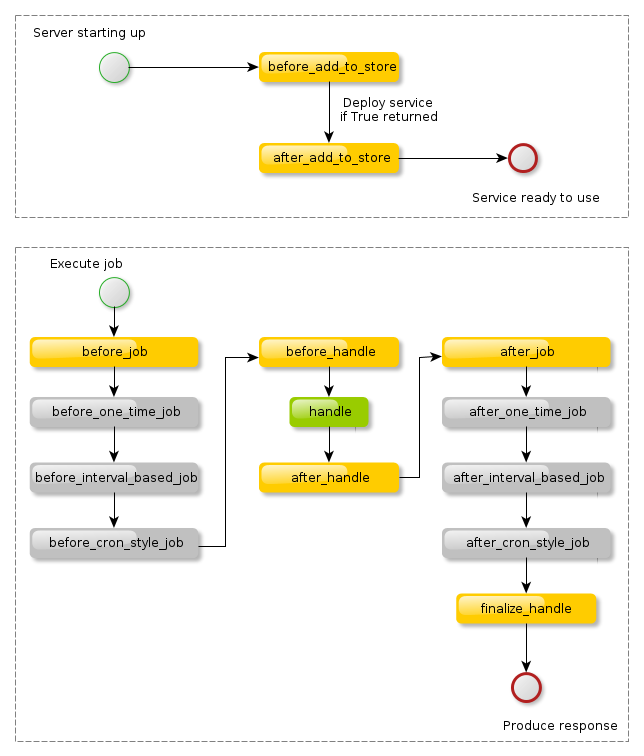 Server starting up
before_add_to_store
Deploy service
if True returned
after_add_to_store
Service ready to use
Execute job
before_job
before_one_time_job
before_interval_based_job
before_cron_style_job
before_handle
handle
after_handle
after_job
after_one_time_job
after_interval_based_job
after_cron_style_job
finalize_handle
Produce response